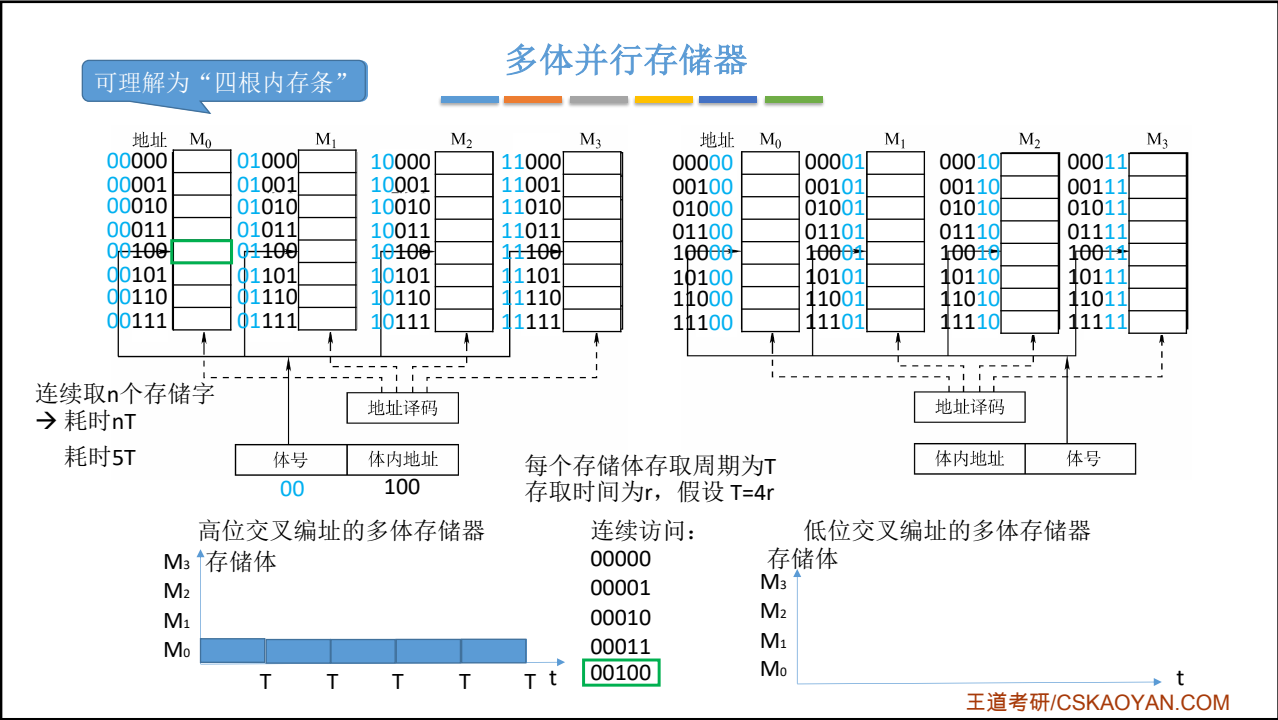 多体并行存储器
可理解为“四根内存条”
地址 M₀ M₁ M₂ M₃
00000 01000 10000 11000
00001 01001 10001 11001
00010 01010 10010 11010
00011 01011 10011 11011
00100 01100 10100 11100
00101 01101 10101 11101
00110 01110 10110 11110
00111 01111 10111 11111
地址译码
体号 体内地址
00 100
连续取n个存储字
→ 耗时nT
耗时5T
高位交叉编址的多体存储器
地址 M₀ M₁ M₂ M₃
00000 00001 00010 00011
00100 00101 00110 00111
01000 01001 01010 01011
01100 01101 01110 01111
10000 10001 10010 10011
10100 10101 10110 10111
11000 11001 11010 11011
11100 11101 11110 11111
地址译码
体内地址 体号
低位交叉编址的多体存储器
每个存储体存取周期为T
存取时间为r，假设 T=4r
存储体
M₃
M₂
M₁
M₀
T T T T T t
连续访问：
00000
00001
00010
00011
00100
存储体
M₃
M₂
M₁
M₀
t
王道考研/CSKAOYAN.COM